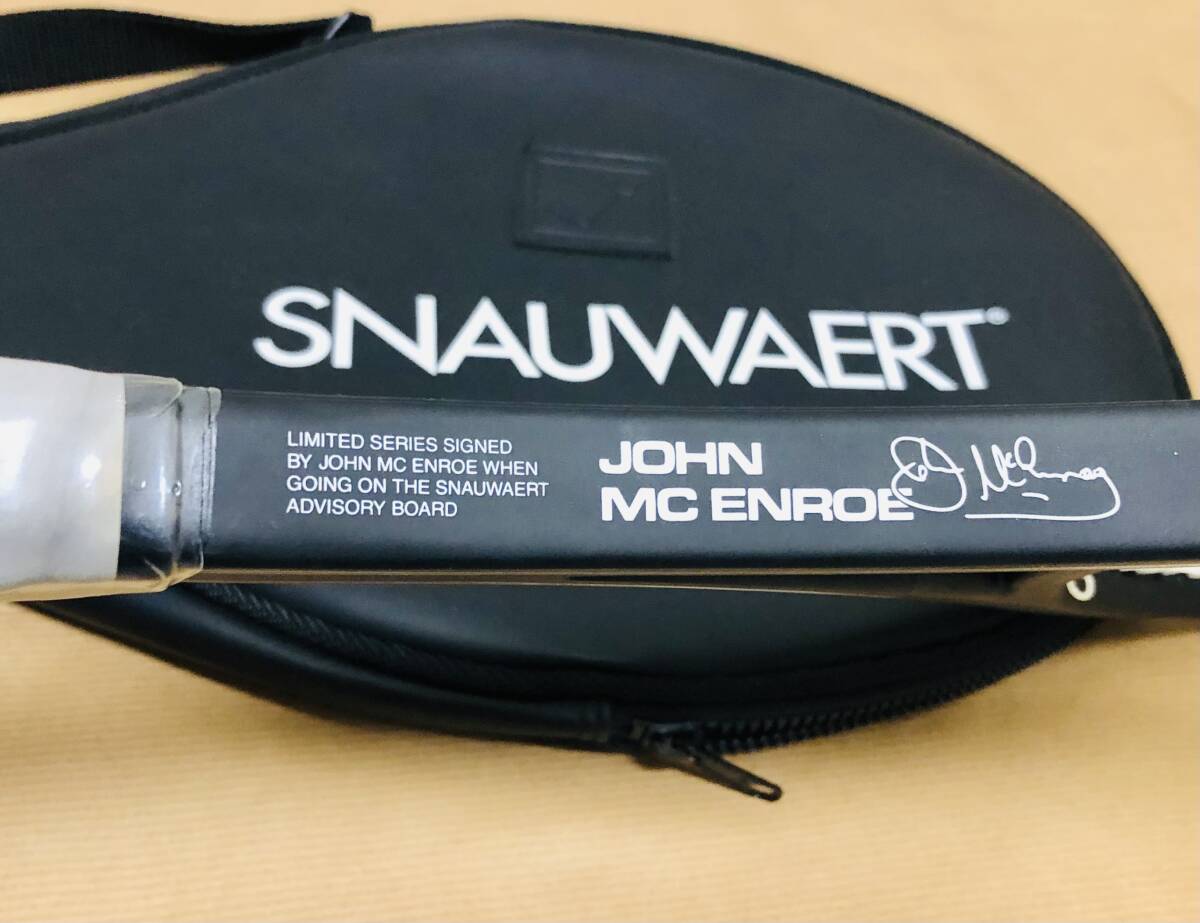 SNAUWAERT®
LIMITED SERIES SIGNED
BY JOHN MC ENROE WHEN
GOING ON THE SNAUWAERT
ADVISORY BOARD
JOHN
MC ENROE